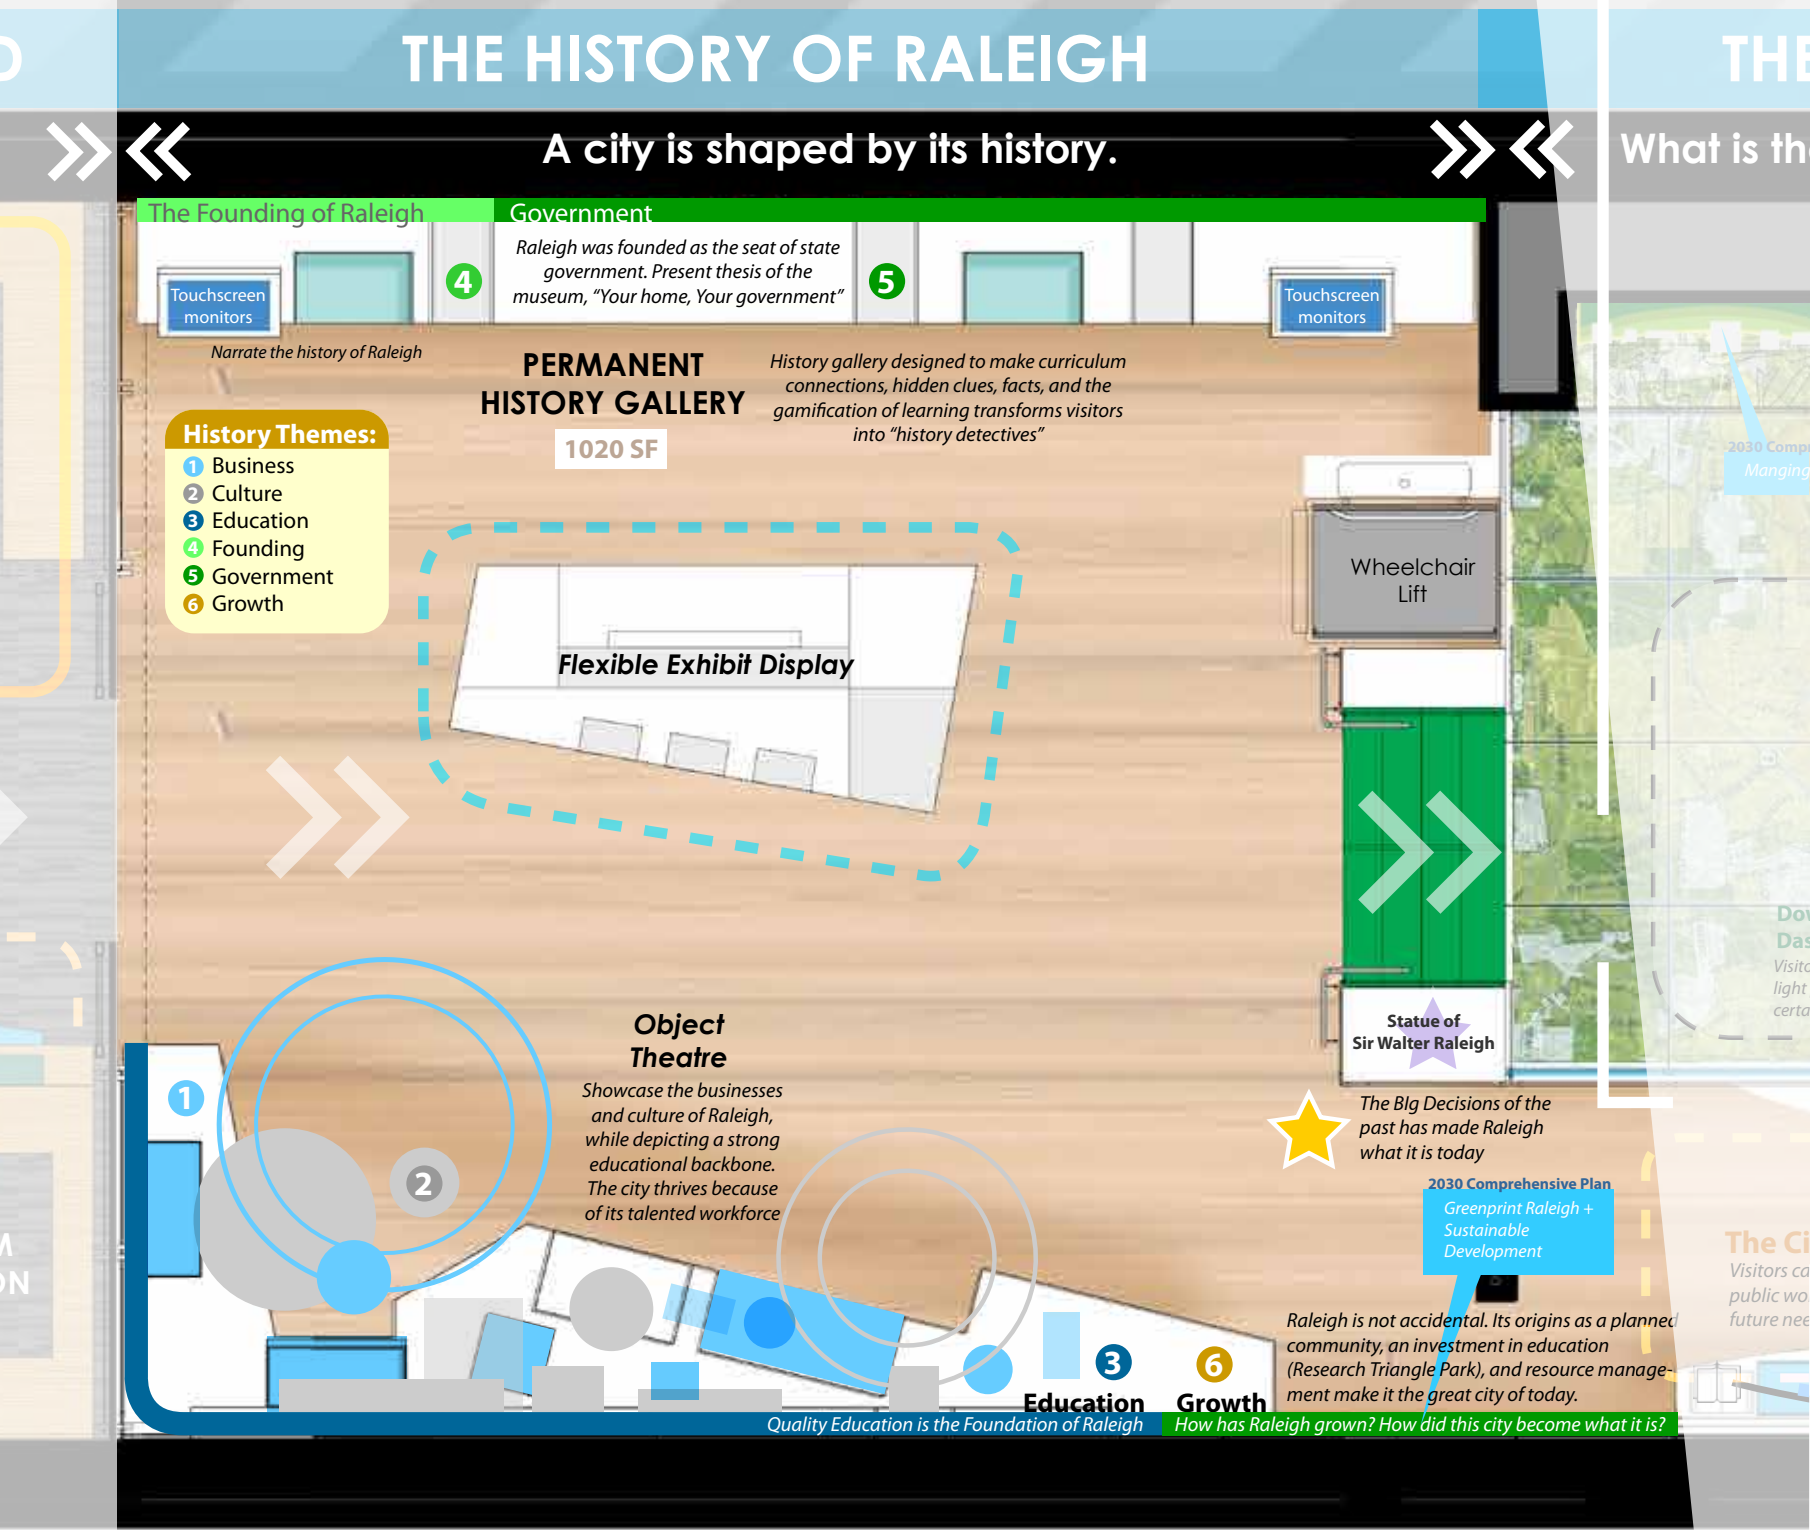 THE HISTORY OF RALEIGH
A city is shaped by its history.
What is
The Founding of Raleigh
Government
Raleigh was founded as the seat of state
government. Present thesis of the
museum, “Your home, Your government”
4
5
Touchscreen
monitors
Touchscreen
monitors
Narrate the history of Raleigh
PERMANENT
HISTORY GALLERY
1020 SF
History gallery designed to make curriculum
connections, hidden clues, facts, and the
gamification of learning transforms visitors
into “history detectives”
History Themes:
1 Business
2 Culture
3 Education
4 Founding
5 Government
6 Growth
Flexible Exhibit Display
Wheelchair
Lift
2030
Manging
Statue of
Sir Walter Raleigh
Object
Theatre
Showcase the businesses
and culture of Raleigh,
while depicting a strong
educational backbone.
The city thrives because
of its talented workforce
1
2
The BIg Decisions of the
past has made Raleigh
what it is today
2030 Comprehensive Plan
Greenprint Raleigh +
Sustainable
Development
Raleigh is not accidental. Its origins as a planned
community, an investment in education
(Research Triangle Park), and resource manage-
ment make it the great city of today.
3
Education
6
Growth
Quality Education is the Foundation of Raleigh
How has Raleigh grown? How did this city become what it is?
light
The
Visitors
public
future